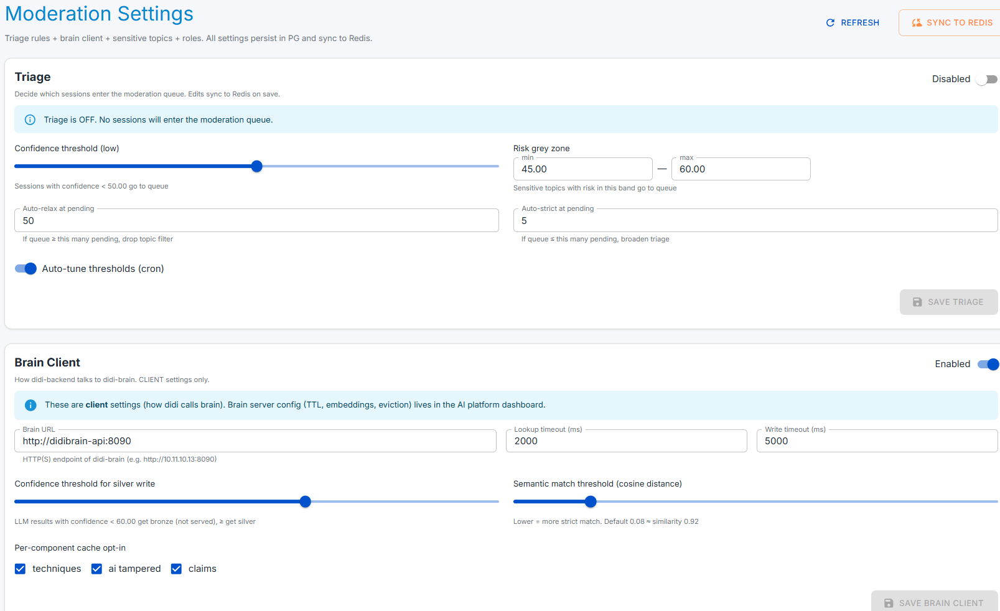 Moderation Settings
REFRESH
SYNC TO REDIS
Triage rules + brain client + sensitive topics + roles. All settings persist in PG and sync to Redis.
Triage
Disabled
Decide which sessions enter the moderation queue. Edits sync to Redis on save.
Triage is OFF. No sessions will enter the moderation queue.
Confidence threshold (low)
Sessions with confidence < 50.00 go to queue
Risk grey zone
min
45.00
—
max
60.00
Sensitive topics with risk in this band go to queue
Auto-relax at pending
50
If queue ≥ this many pending, drop topic filter
Auto-strict at pending
5
If queue ≤ this many pending, broaden triage
Auto-tune thresholds (cron)
SAVE TRIAGE
Brain Client
Enabled
How didi-backend talks to didi-brain. CLIENT settings only.
These are client settings (how didi calls brain). Brain server config (TTL, embeddings, eviction) lives in the AI platform dashboard.
Brain URL
http://didibrain-api:8090
HTTP(S) endpoint of didi-brain (e.g. http://10.11.10.13:8090)
Lookup timeout (ms)
2000
Write timeout (ms)
5000
Confidence threshold for silver write
LLM results with confidence < 60.00 get bronze (not served), ≥ get silver
Semantic match threshold (cosine distance)
Lower = more strict match. Default 0.08 ≈ similarity 0.92
Per-component cache opt-in
techniques
ai tampered
claims
SAVE BRAIN CLIENT